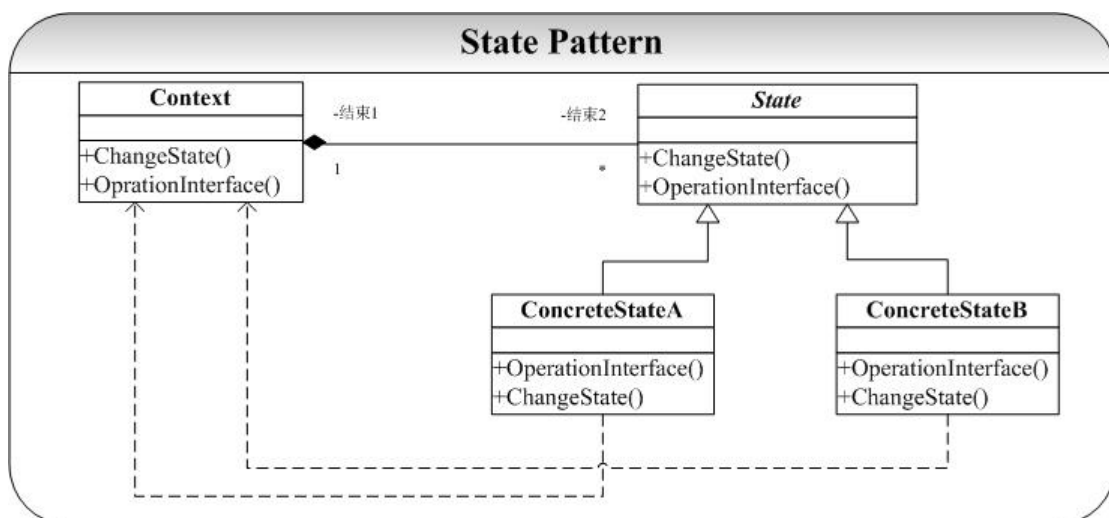 State Pattern
Context
+ChangeState()
+OprationInterface()
-结束1
1
-结束2
*
State
+ChangeState()
+OperationInterface()
ConcreteStateA
+OperationInterface()
+ChangeState()
ConcreteStateB
+OperationInterface()
+ChangeState()